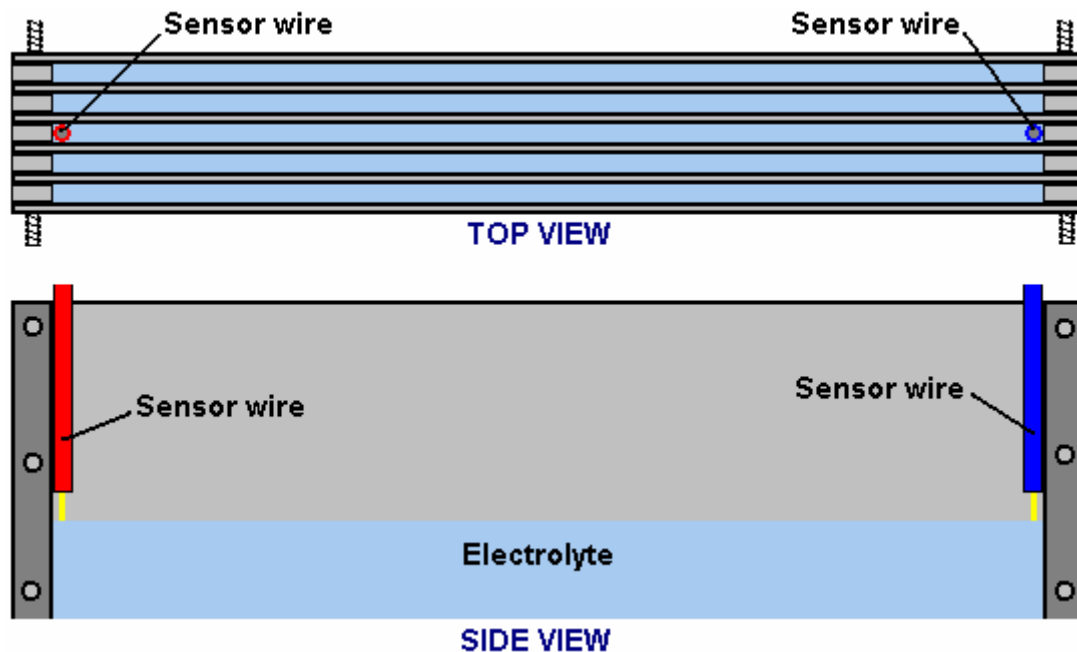 Sensor wire
Sensor wire
TOP VIEW
Sensor wire
Sensor wire
Electrolyte
SIDE VIEW